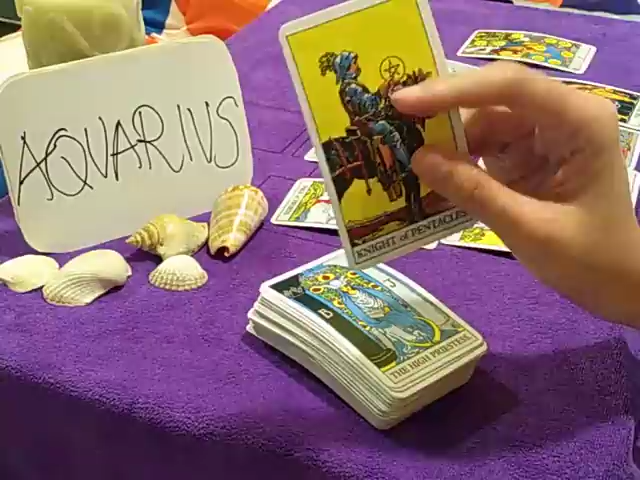 AQUARIUS
KNIGHT of PENTACLES
B
J
THE HIGH PRIESTESS